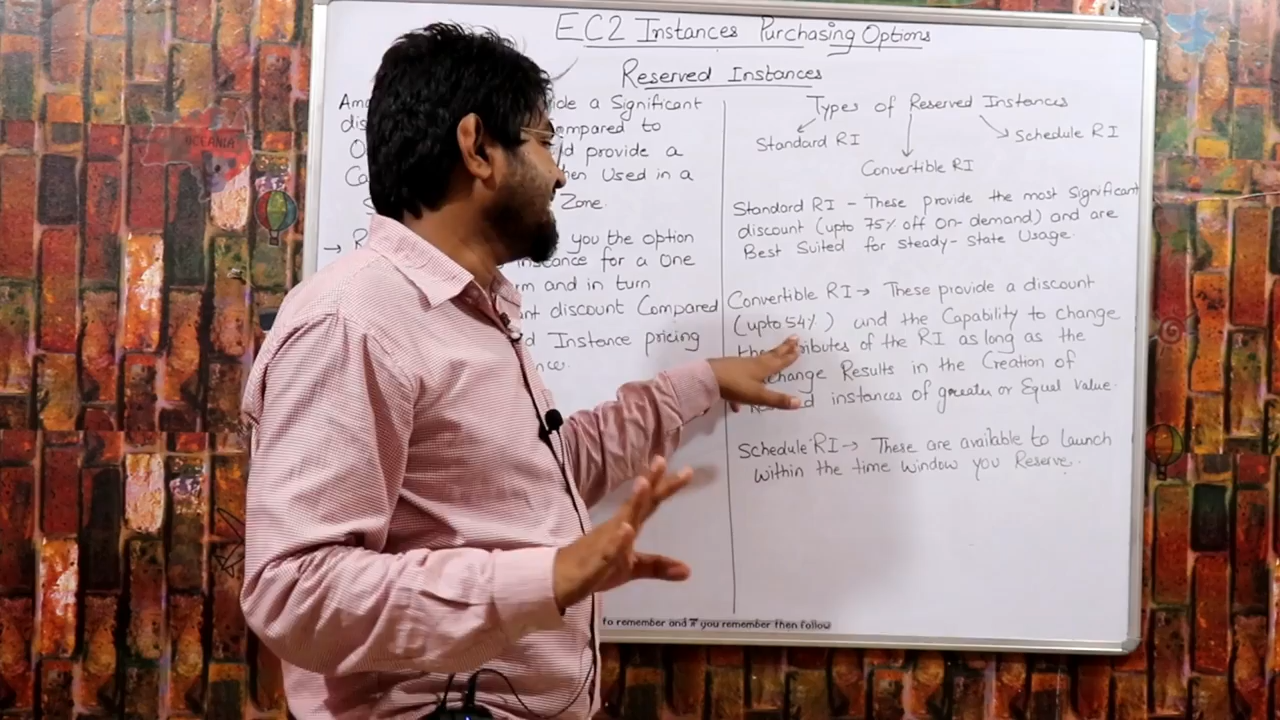 EC2 Instances Purchasing Options
Reserved Instances
a Significant
compared to
provide a
Used in a
Zone.
→ you the option
instance for a One
and in turn
discount Compared
Instance pricing
Types of Reserved Instances
Standard RI
Convertible RI
Schedule RI
Standard RI - These provide the most Significant
discount (upto 75% off On-demand) and are
Best Suited for steady-state Usage.
Convertible RI → These provide a discount
(upto 54%) and the Capability to change
the of the RI as long as the
Results in the Creation of
instances of greater or Equal value.
Schedule RI → These are available to Launch
within the time window you Reserve.
to remember and if you remember then follow
OCEANIA